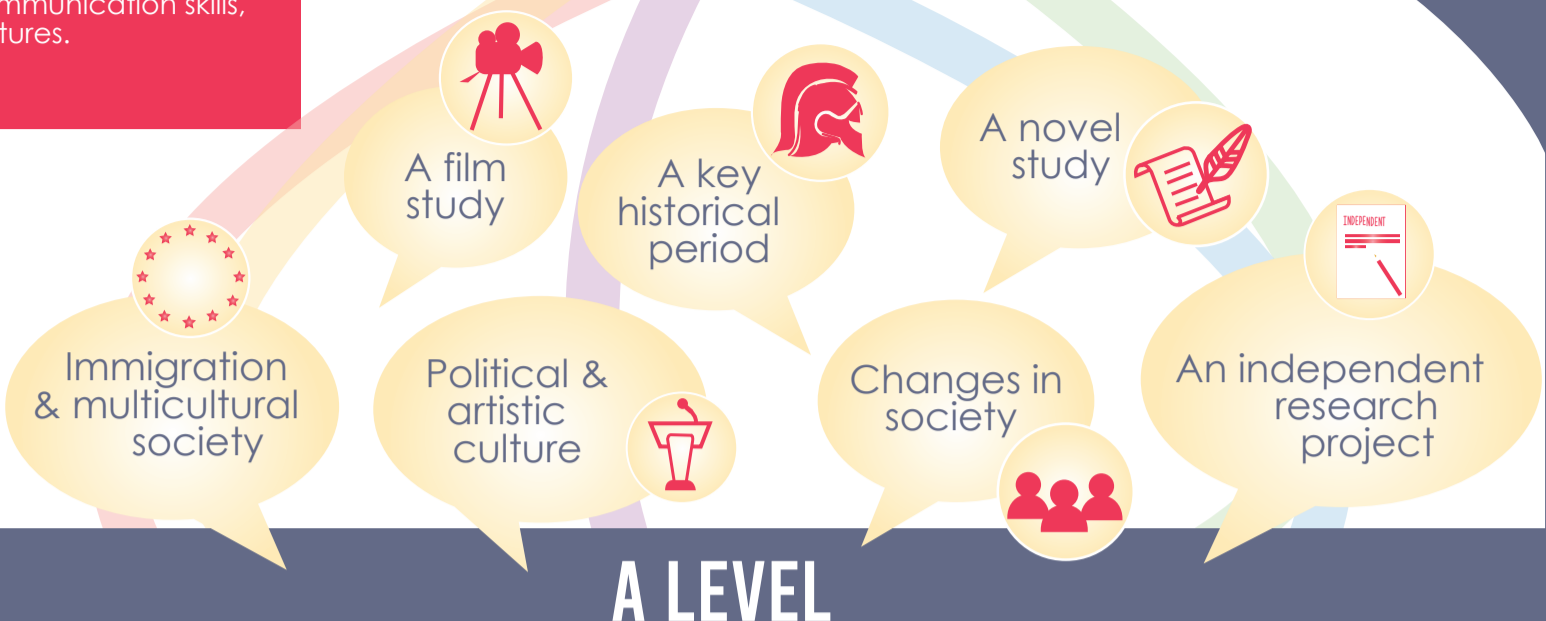 skills,
tures.
A film
study
A key
historical
period
A novel
study
INDEPENDENT
Immigration
& multicultural
society
Political &
artistic
culture
Changes in
society
An independent
research
project
A LEVEL